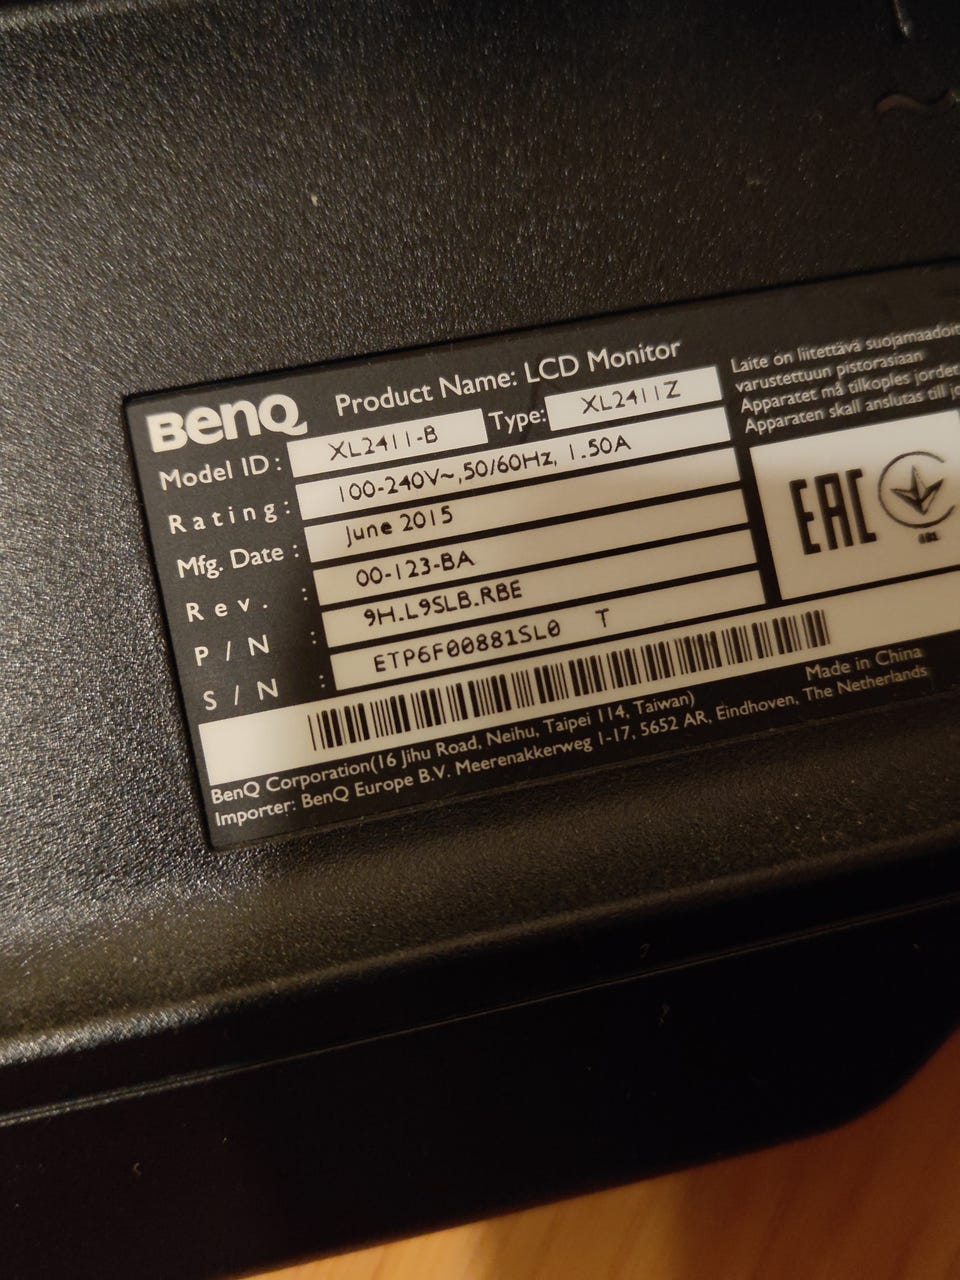 BenQ Product Name: LCD Monitor
Model ID: XL2411-B Type: XL2411Z
Rating: 100-240V~,50/60Hz, 1.50A
Mfg. Date: June 2015
Rev. : 00-123-BA
P/N : 9H.L9SLB.RBE
S/N : ETP6F00881SL0 T
Made in China
BenQ Corporation(16 Jihu Road, Neihu, Taipei 114, Taiwan)
Importer: BenQ Europe B.V. Meerenakkerweg 1-17, 5652 AR, Eindhoven, The Netherlands
Laite on liitettävä suojamaadoit
varustettuun pistorasiaan
Apparatet må tilkoples jordet
Apparaten skall anslutas till jo
EAC